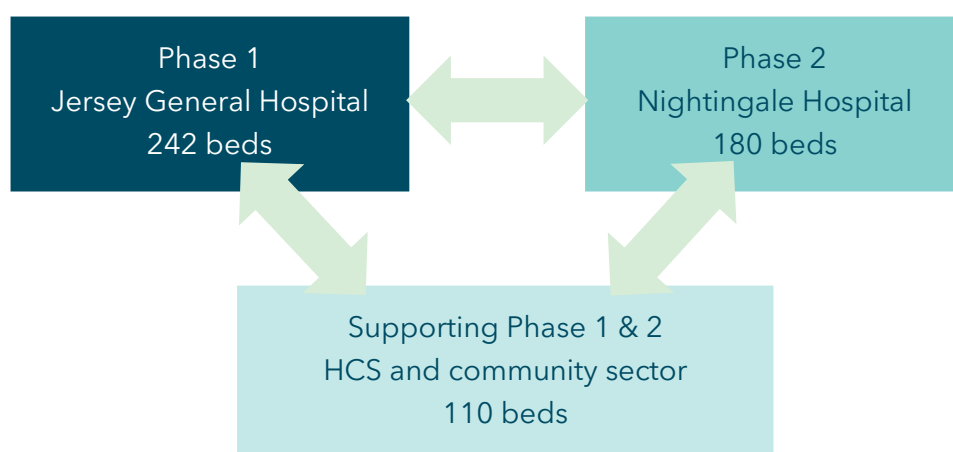 Phase 1
Jersey General Hospital
242 beds
Phase 2
Nightingale Hospital
180 beds
Supporting Phase 1 & 2
HCS and community sector
110 beds